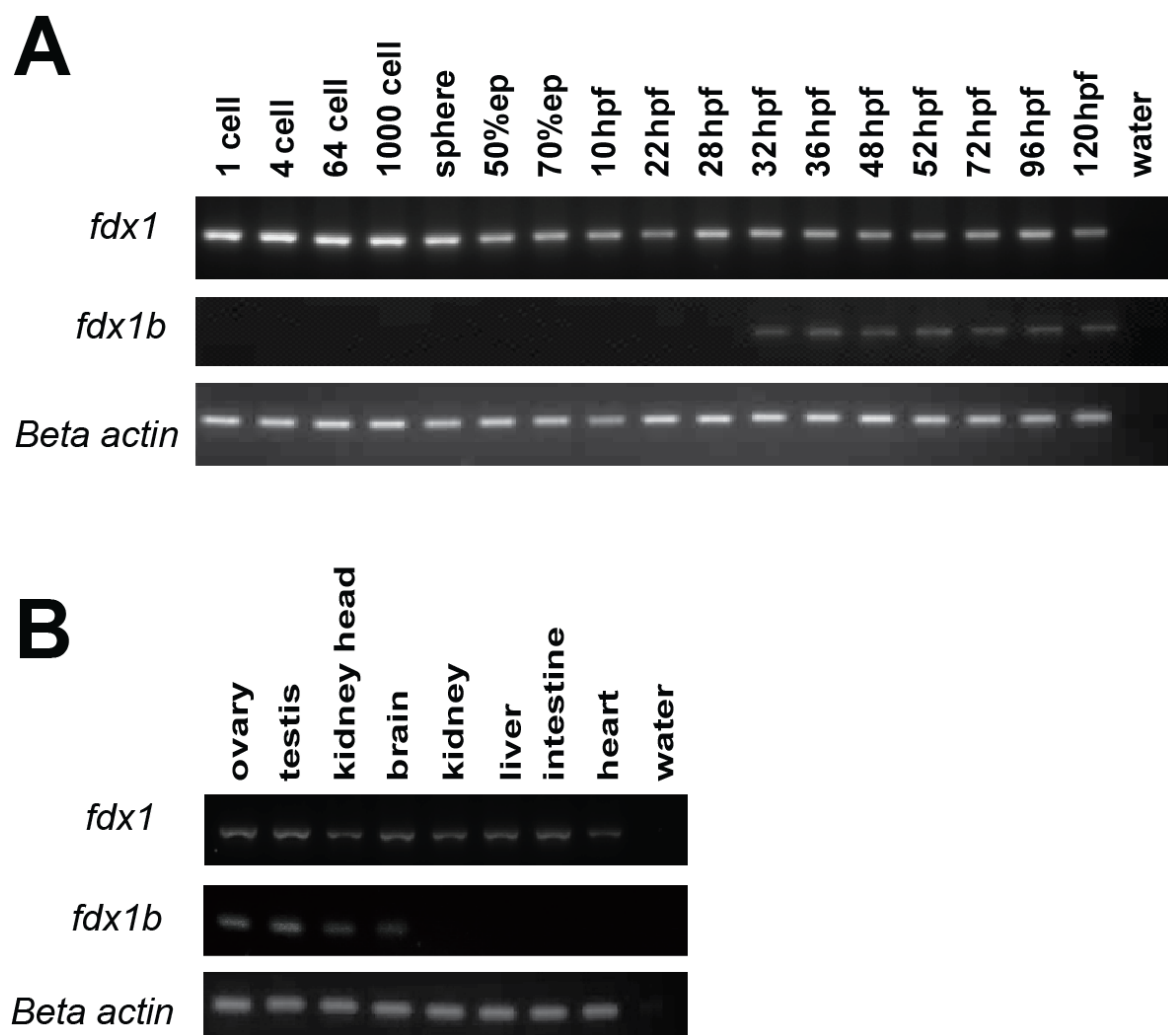 A
1 cell
4 cell
64 cell
1000 cell
sphere
50%ep
70%ep
10hpf
22hpf
28hpf
32hpf
36hpf
48hpf
52hpf
72hpf
96hpf
120hpf
water
fdx1
fdx1b
Beta actin
B
ovary
testis
kidney head
brain
kidney
liver
intestine
heart
water
fdx1
fdx1b
Beta actin